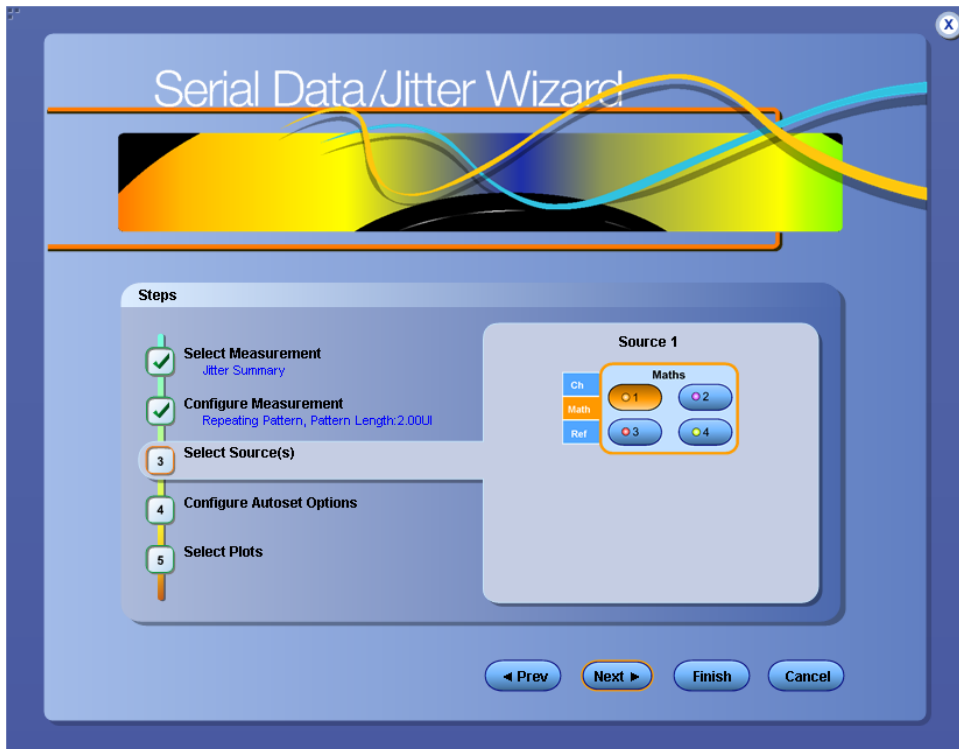 X
Serial Data/Jitter Wizard
Steps
Select Measurement
Jitter Summary
Configure Measurement
Repeating Pattern, Pattern Length:2.00UI
3 Select Source(s)
4 Configure Autoset Options
5 Select Plots
Source 1
Ch
Math
Ref
Maths
1 2
3 4
◄ Prev Next ► Finish Cancel